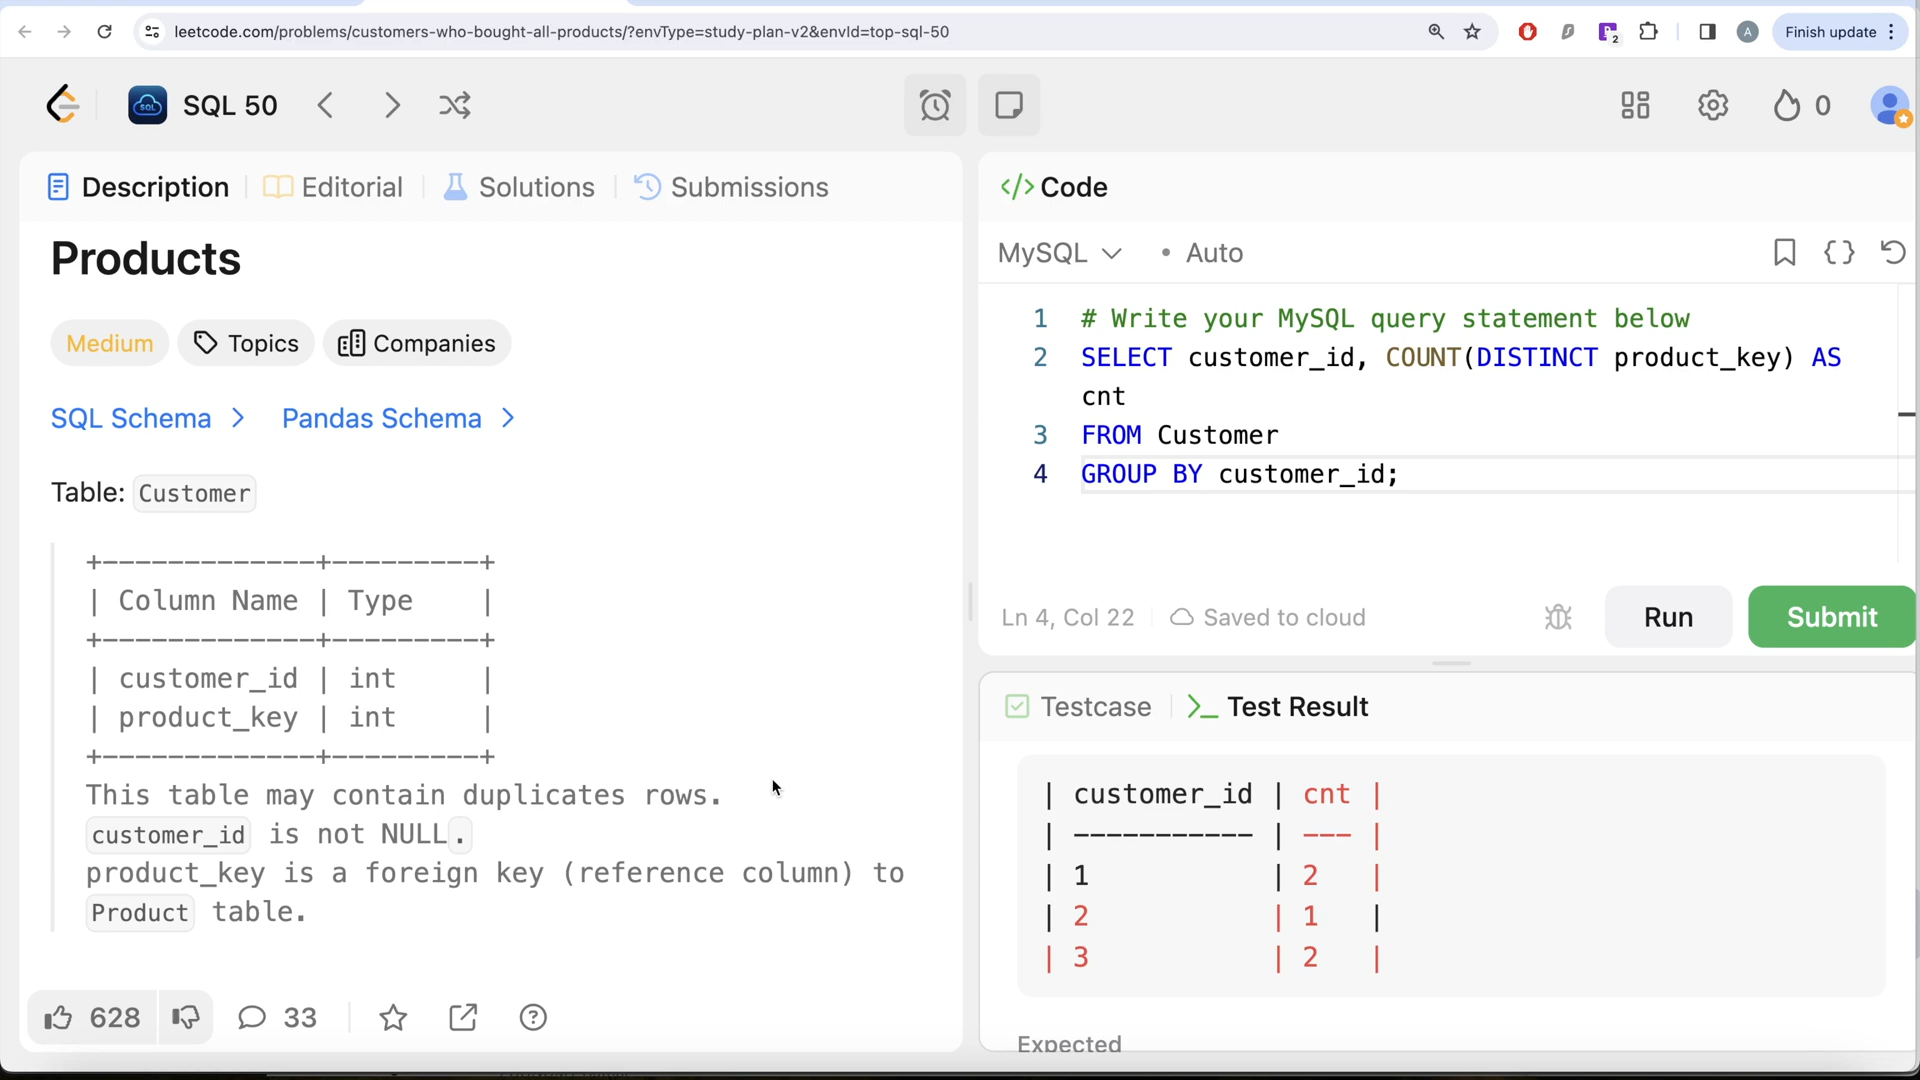 leetcode.com/problems/customers-who-bought-all-products/?envType=study-plan-v2&envId=top-sql-50
2
A
Finish update
SQL
SQL 50
0
Description
Editorial
Solutions
Submissions
Products
Medium
Topics
Companies
SQL Schema
Pandas Schema
Table: Customer
+-------------+---------+
| Column Name | Type    |
+-------------+---------+
| customer_id | int     |
| product_key | int     |
+-------------+---------+
This table may contain duplicates rows.
customer_id is not NULL.
product_key is a foreign key (reference column) to
Product table.
628
33
</> Code
MySQL
• Auto
{}
1 # Write your MySQL query statement below
2 SELECT customer_id, COUNT(DISTINCT product_key) AS
cnt
3 FROM Customer
4 GROUP BY customer_id;
Ln 4, Col 22
Saved to cloud
Run
Submit
Testcase
>_ Test Result
| customer_id | cnt |
| ----------- | --- |
| 1           | 2   |
| 2           | 1   |
| 3           | 2   |
Expected